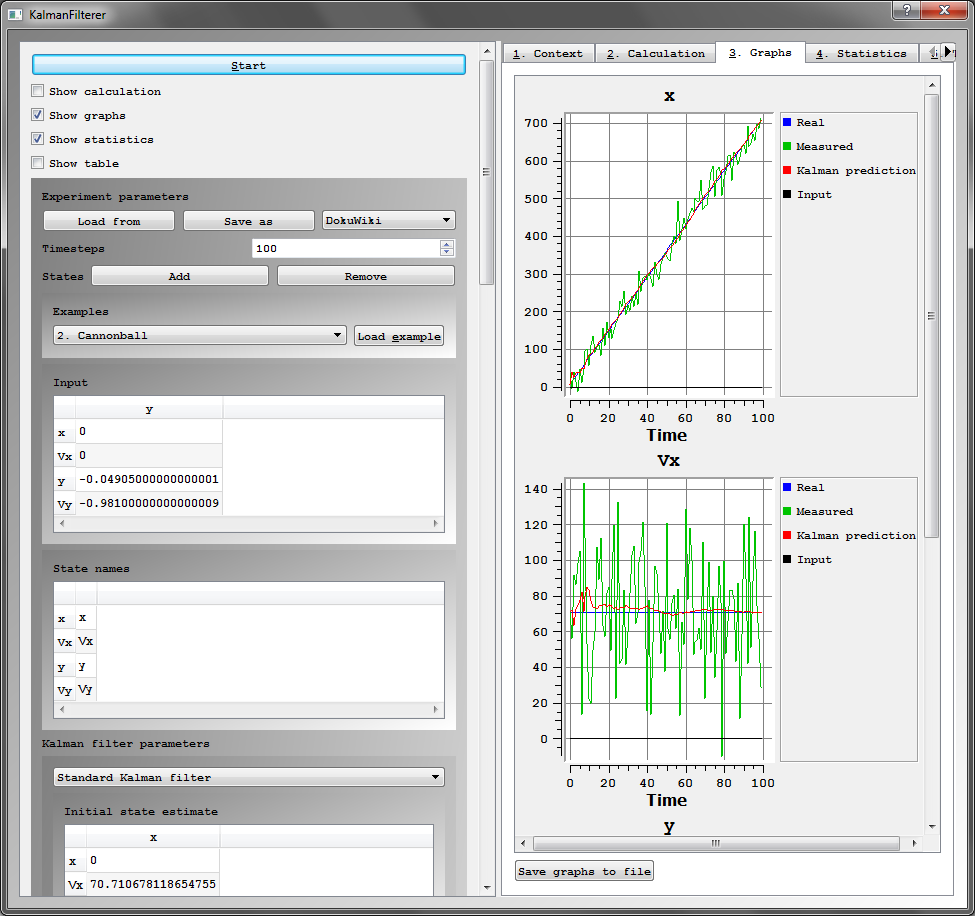 KalmanFilterer
?
Start
Show calculation
Show graphs
Show statistics
Show table
Experiment parameters
Load from Save as DokuWiki
Timesteps 100
States Add Remove
Examples
2. Cannonball Load example
Input
y
x 0
Vx 0
y -0.04905000000000001
Vy -0.98100000000000009
State names
x x
Vx Vx
y y
Vy Vy
Kalman filter parameters
Standard Kalman filter
Initial state estimate
x
x 0
Vx 70.710678118654755
1. Context 2. Calculation 3. Graphs 4. Statistics
x
700
600
500
400
300
200
100
0
0 20 40 60 80 100
Time
Real
Measured
Kalman prediction
Input
Vx
140
120
100
80
60
40
20
0
0 20 40 60 80 100
Time
Real
Measured
Kalman prediction
Input
y
Save graphs to file